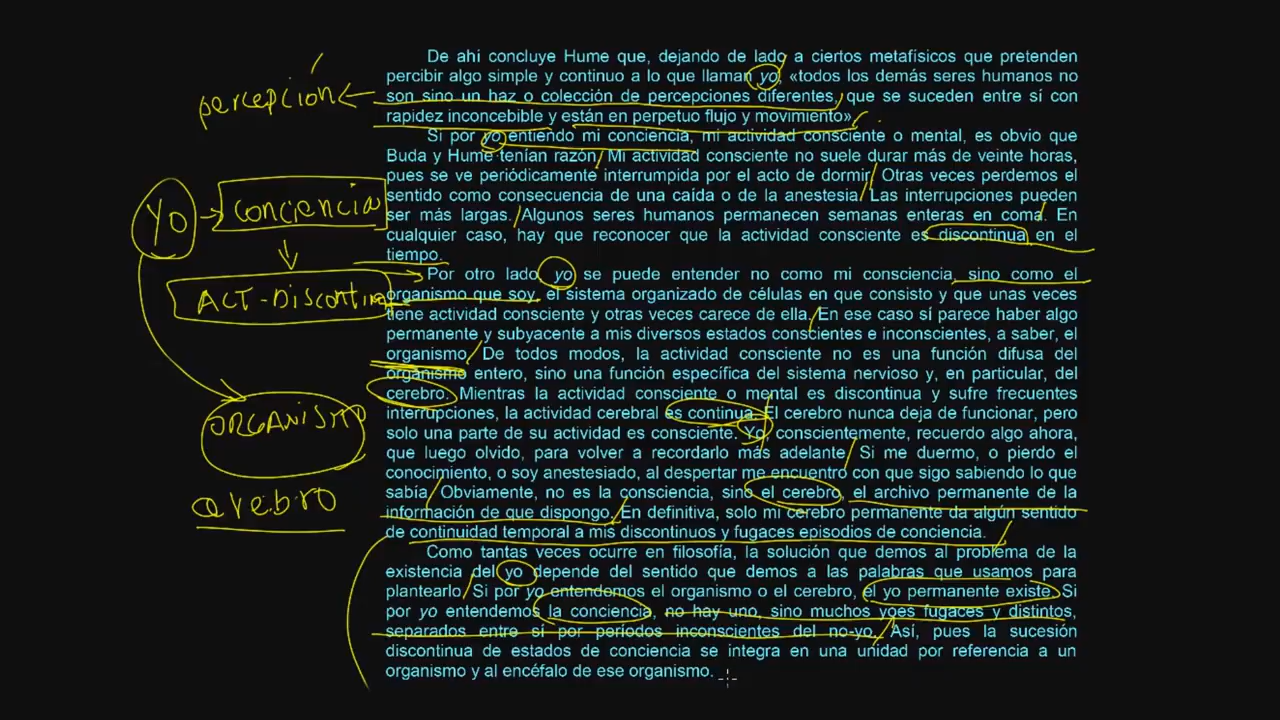 De ahí concluye Hume que, dejando de lado a ciertos metafísicos que pretenden
percibir algo simple y continuo a lo que llaman yo, «todos los demás seres humanos no
son sino un haz o colección de percepciones diferentes, que se suceden entre sí con
rapidez inconcebible y están en perpetuo flujo y movimiento».
Si por yo entiendo mi conciencia, mi actividad consciente o mental, es obvio que
Buda y Hume tenían razón. Mi actividad consciente no suele durar más de veinte horas,
pues se ve periódicamente interrumpida por el acto de dormir. Otras veces perdemos el
sentido como consecuencia de una caída o de la anestesia. Las interrupciones pueden
ser más largas. Algunos seres humanos permanecen semanas enteras en coma. En
cualquier caso, hay que reconocer que la actividad consciente es discontinua en el
tiempo.
Por otro lado, yo se puede entender no como mi consciencia, sino como el
organismo que soy, el sistema organizado de células en que consisto y que unas veces
tiene actividad consciente y otras veces carece de ella. En ese caso sí parece haber algo
permanente y subyacente a mis diversos estados conscientes e inconscientes, a saber, el
organismo. De todos modos, la actividad consciente no es una función difusa del
organismo entero, sino una función específica del sistema nervioso y, en particular, del
cerebro. Mientras la actividad consciente o mental es discontinua y sufre frecuentes
interrupciones, la actividad cerebral es continua. El cerebro nunca deja de funcionar, pero
solo una parte de su actividad es consciente. Yo, conscientemente, recuerdo algo ahora,
que luego olvido, para volver a recordarlo más adelante. Si me duermo, o pierdo el
conocimiento, o soy anestesiado, al despertar me encuentro con que sigo sabiendo lo que
sabía. Obviamente, no es la consciencia, sino el cerebro, el archivo permanente de la
información de que dispongo. En definitiva, solo mi cerebro permanente da algún sentido
de continuidad temporal a mis discontinuos y fugaces episodios de conciencia.
Como tantas veces ocurre en filosofía, la solución que demos al problema de la
existencia del yo depende del sentido que demos a las palabras que usamos para
plantearlo. Si por yo entendemos el organismo o el cerebro, el yo permanente existe. Si
por yo entendemos la conciencia, no hay uno, sino muchos yoes fugaces y distintos,
separados entre sí por períodos inconscientes del no-yo. Así, pues la sucesión
discontinua de estados de conciencia se integra en una unidad por referencia a un
organismo y al encéfalo de ese organismo.
percepción
YO
conciencia
ACT-Discontinua
ORGANISMO
cerebro